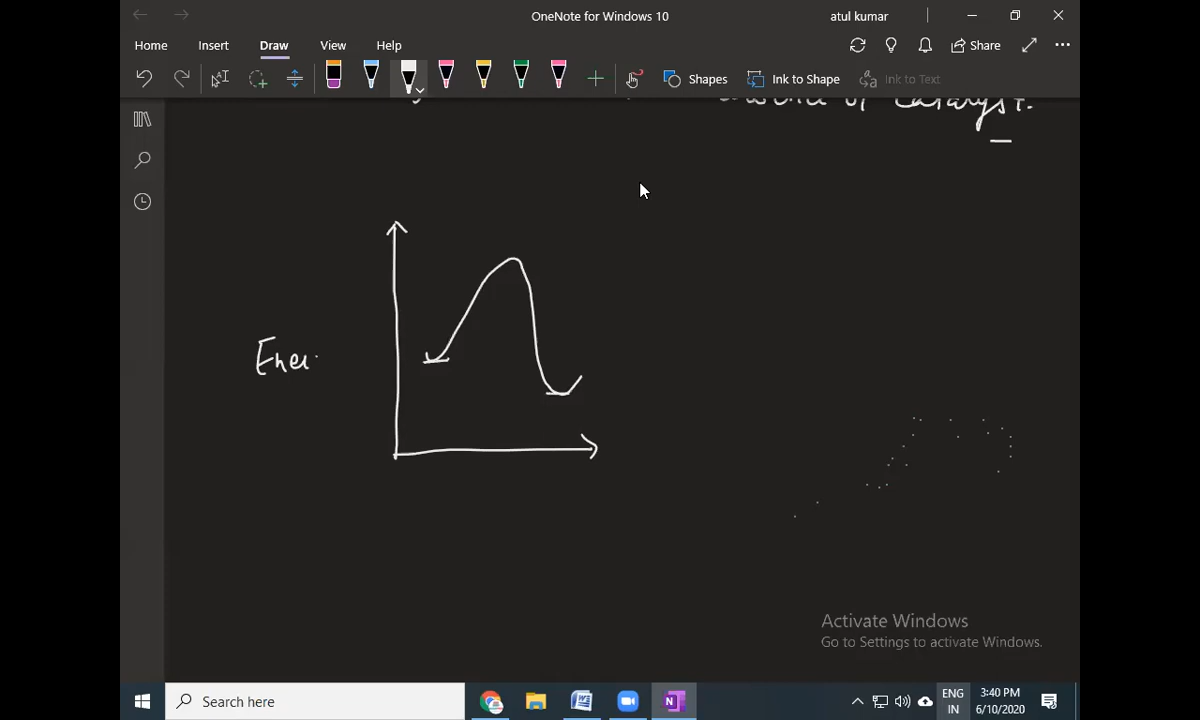 OneNote for Windows 10
atul kumar
Home Insert Draw View Help
Share
Shapes
Ink to Shape
Ink to Text
of catalyst.
Ener
Activate Windows
Go to Settings to activate Windows.
Search here
ENG
IN
3:40 PM
6/10/2020